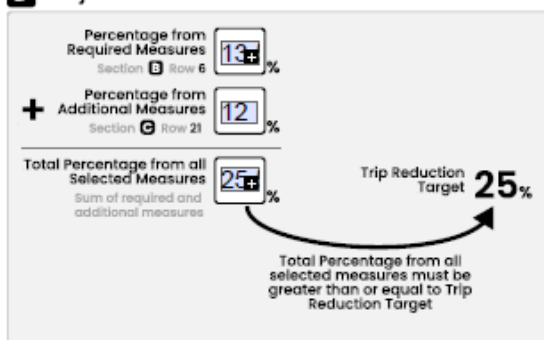 Percentage from
Required Measures
Section B Row 6
13
%
+
Percentage from
Additional Measures
Section C Row 21
12
%
Total Percentage from all
Selected Measures
Sum of required and
additional measures
25
%
Trip Reduction
Target
25%
Total Percentage from all
selected measures must be
greater than or equal to Trip
Reduction Target